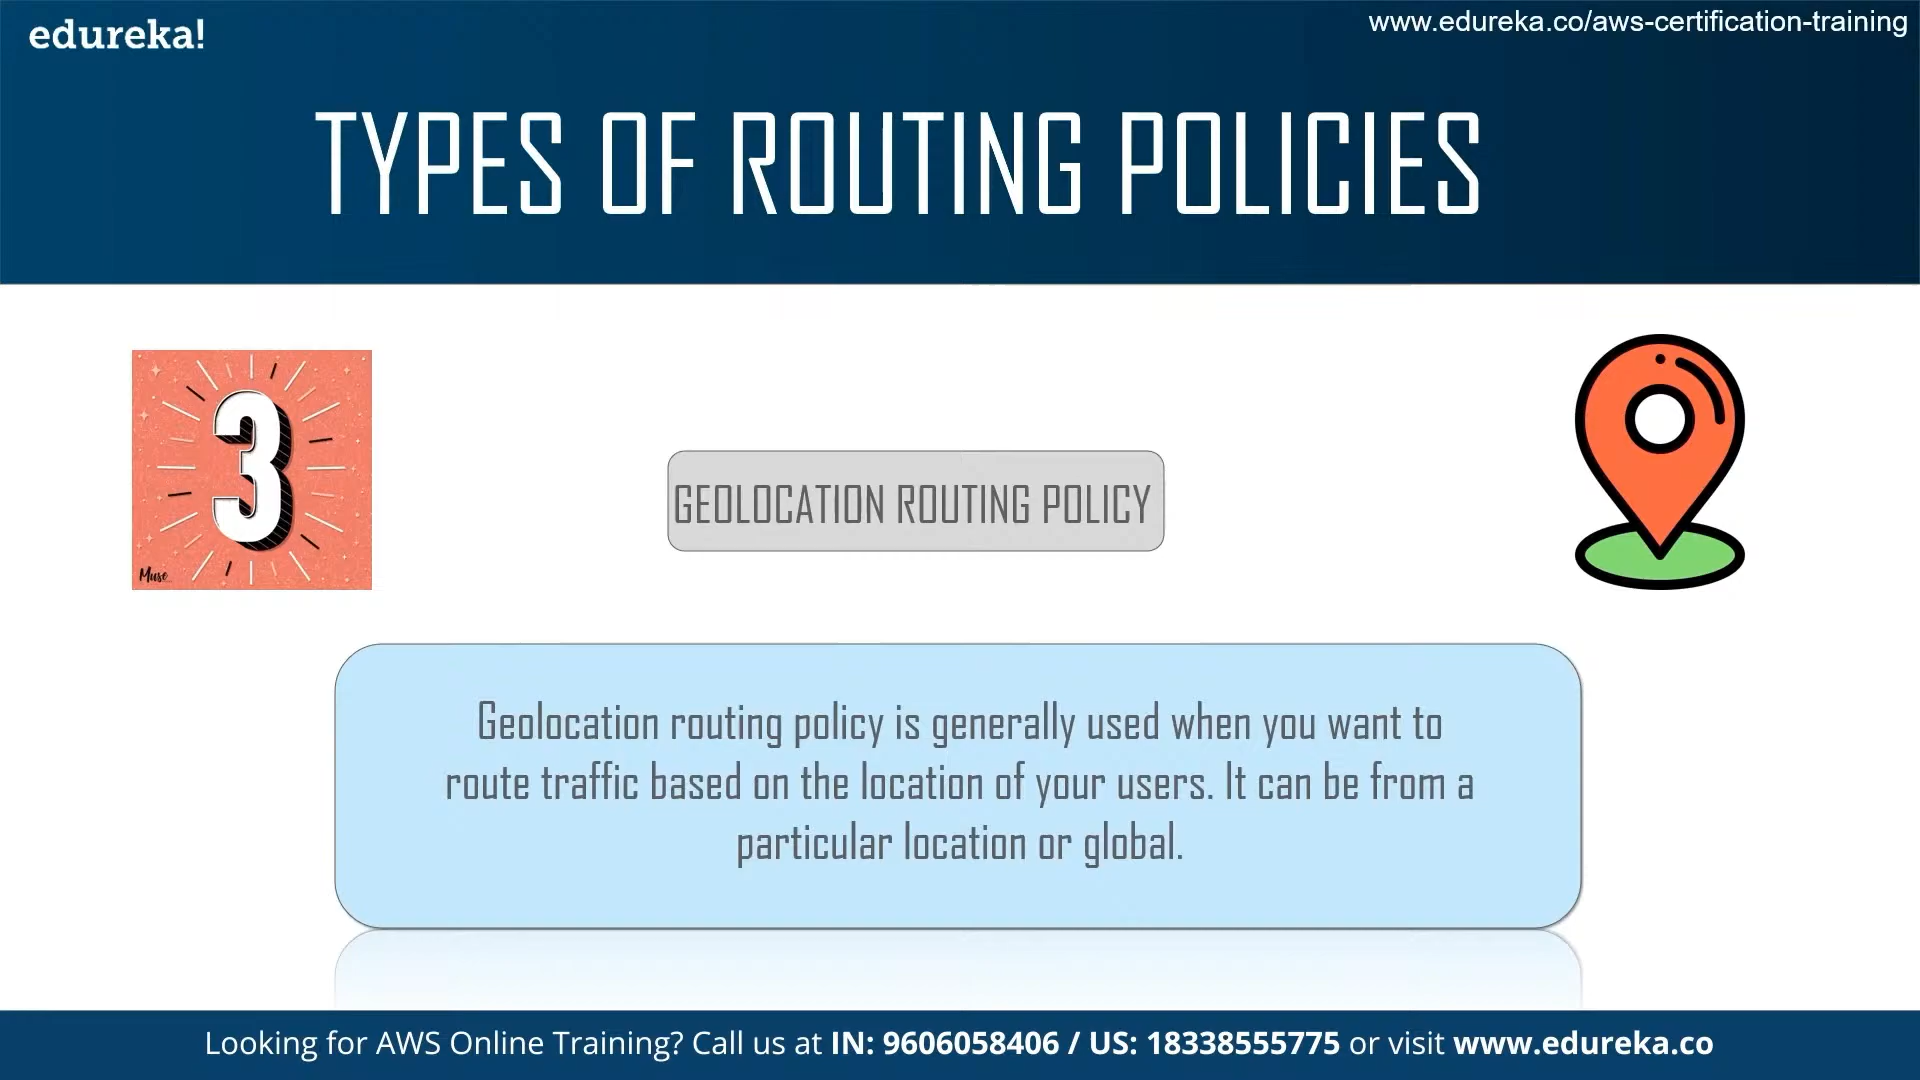 edureka!
www.edureka.co/aws-certification-training
TYPES OF ROUTING POLICIES
3
Muse
GEOLOCATION ROUTING POLICY
Geolocation routing policy is generally used when you want to
route traffic based on the location of your users. It can be from a
particular location or global.
Looking for AWS Online Training? Call us at IN: 9606058406 / US: 18338555775 or visit www.edureka.co